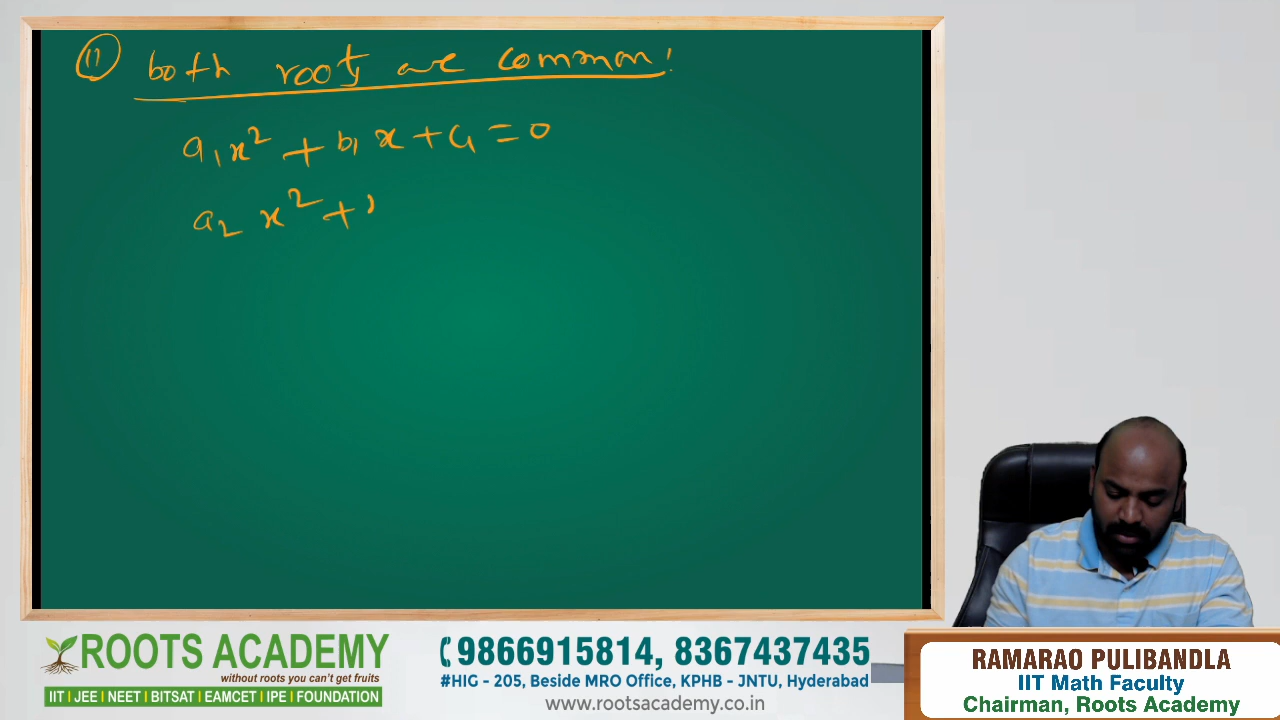 (ii) both roots are common:
a₁x² + b₁x + c₁ = 0
a₂x² +
ROOTS ACADEMY
without roots you can't get fruits
IIT | JEE | NEET | BITSAT | EAMCET | IPE | FOUNDATION
9866915814, 8367437435
#HIG - 205, Beside MRO Office, KPHB - JNTU, Hyderabad
www.rootsacademy.co.in
RAMARAO PULIBANDLA
IIT Math Faculty
Chairman, Roots Academy